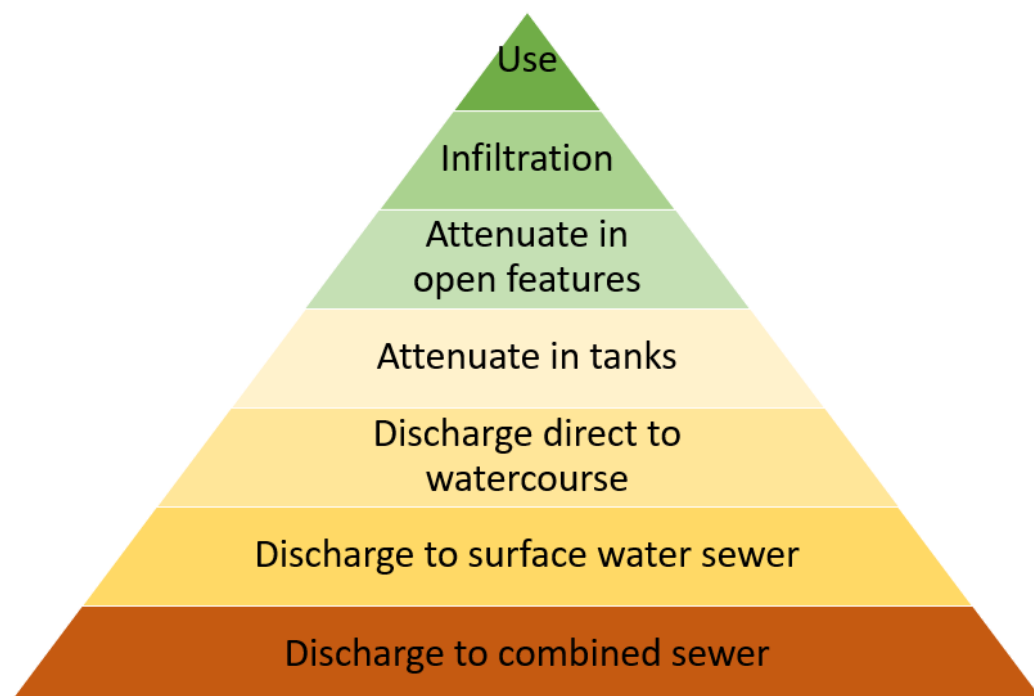 Use
Infiltration
Attenuate in
open features
Attenuate in tanks
Discharge direct to
watercourse
Discharge to surface water sewer
Discharge to combined sewer